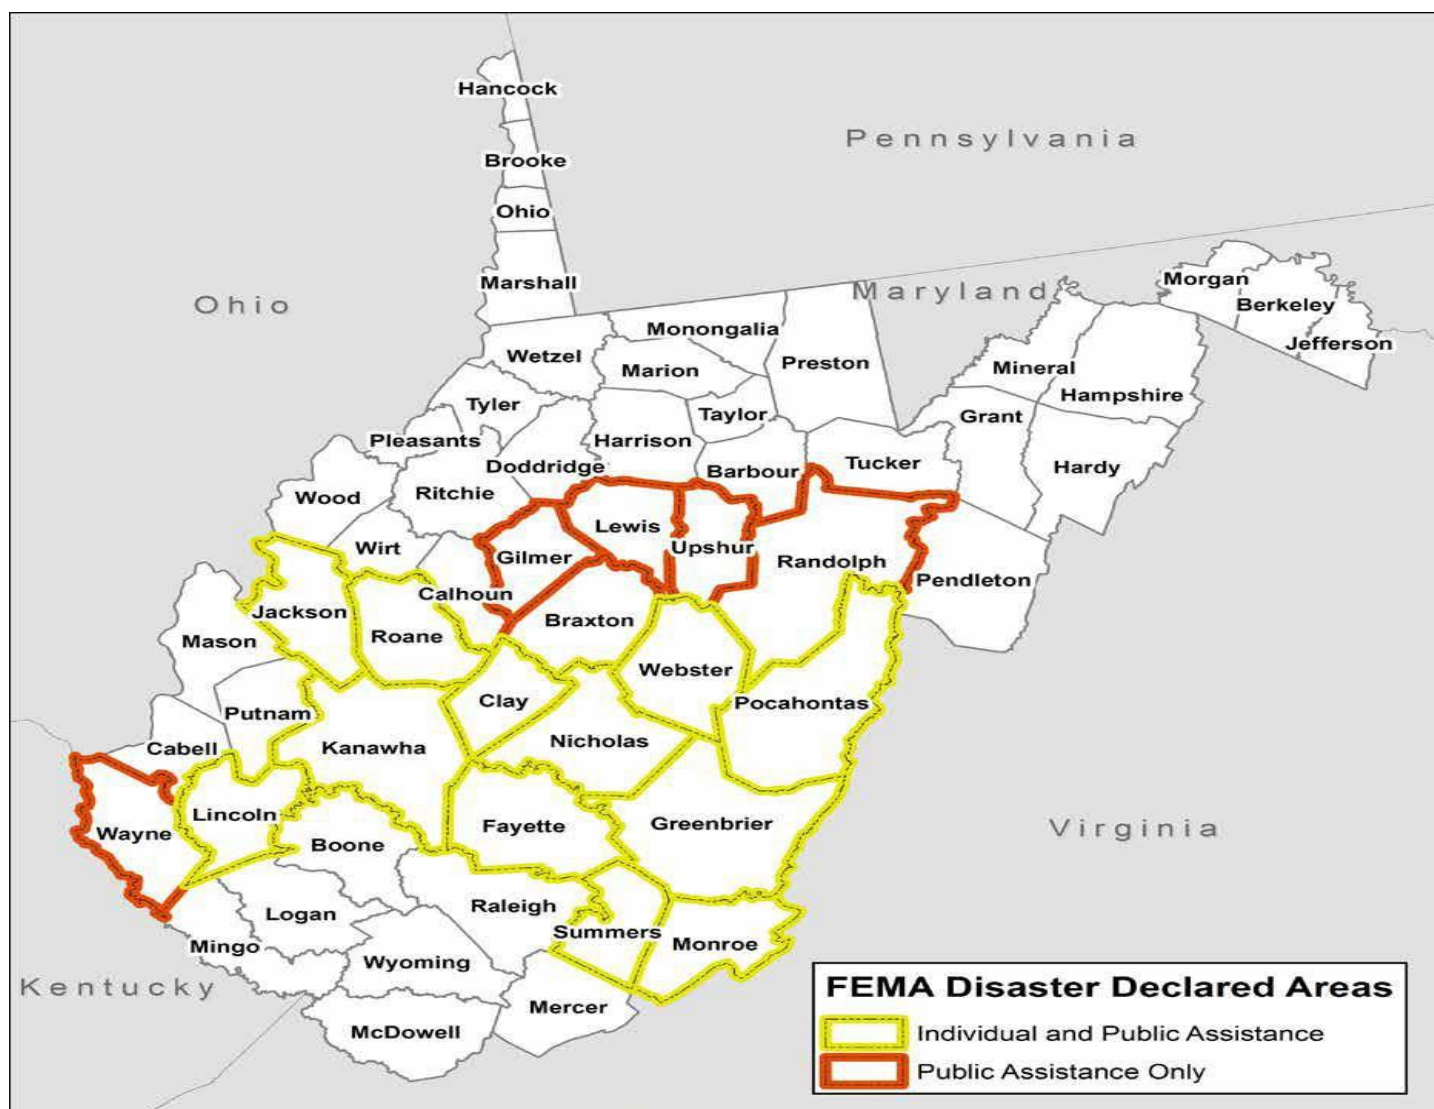 Hancock
Pennsylvania
Brooke
Ohio
Marshall
Morgan
Maryland
Ohio
Berkeley
Monongalia
Jefferson
Wetzel
Preston
Marion
Mineral
Hampshire
Tyler
Taylor
Grant
Pleasants
Harrison
Doddridge
Barbour
Tucker
Hardy
Wood
Ritchie
Lewis
Wirt
Gilmer
Upshur
Randolph
Pendleton
Calhoun
Jackson
Braxton
Roane
Mason
Webster
Clay
Pocahontas
Putnam
Nicholas
Cabell
Kanawha
Lincoln
Fayette
Greenbrier
Virginia
Wayne
Boone
Raleigh
Logan
Summers
Monroe
Mingo
Wyoming
Kentucky
Mercer
McDowell
FEMA Disaster Declared Areas
Individual and Public Assistance
Public Assistance Only